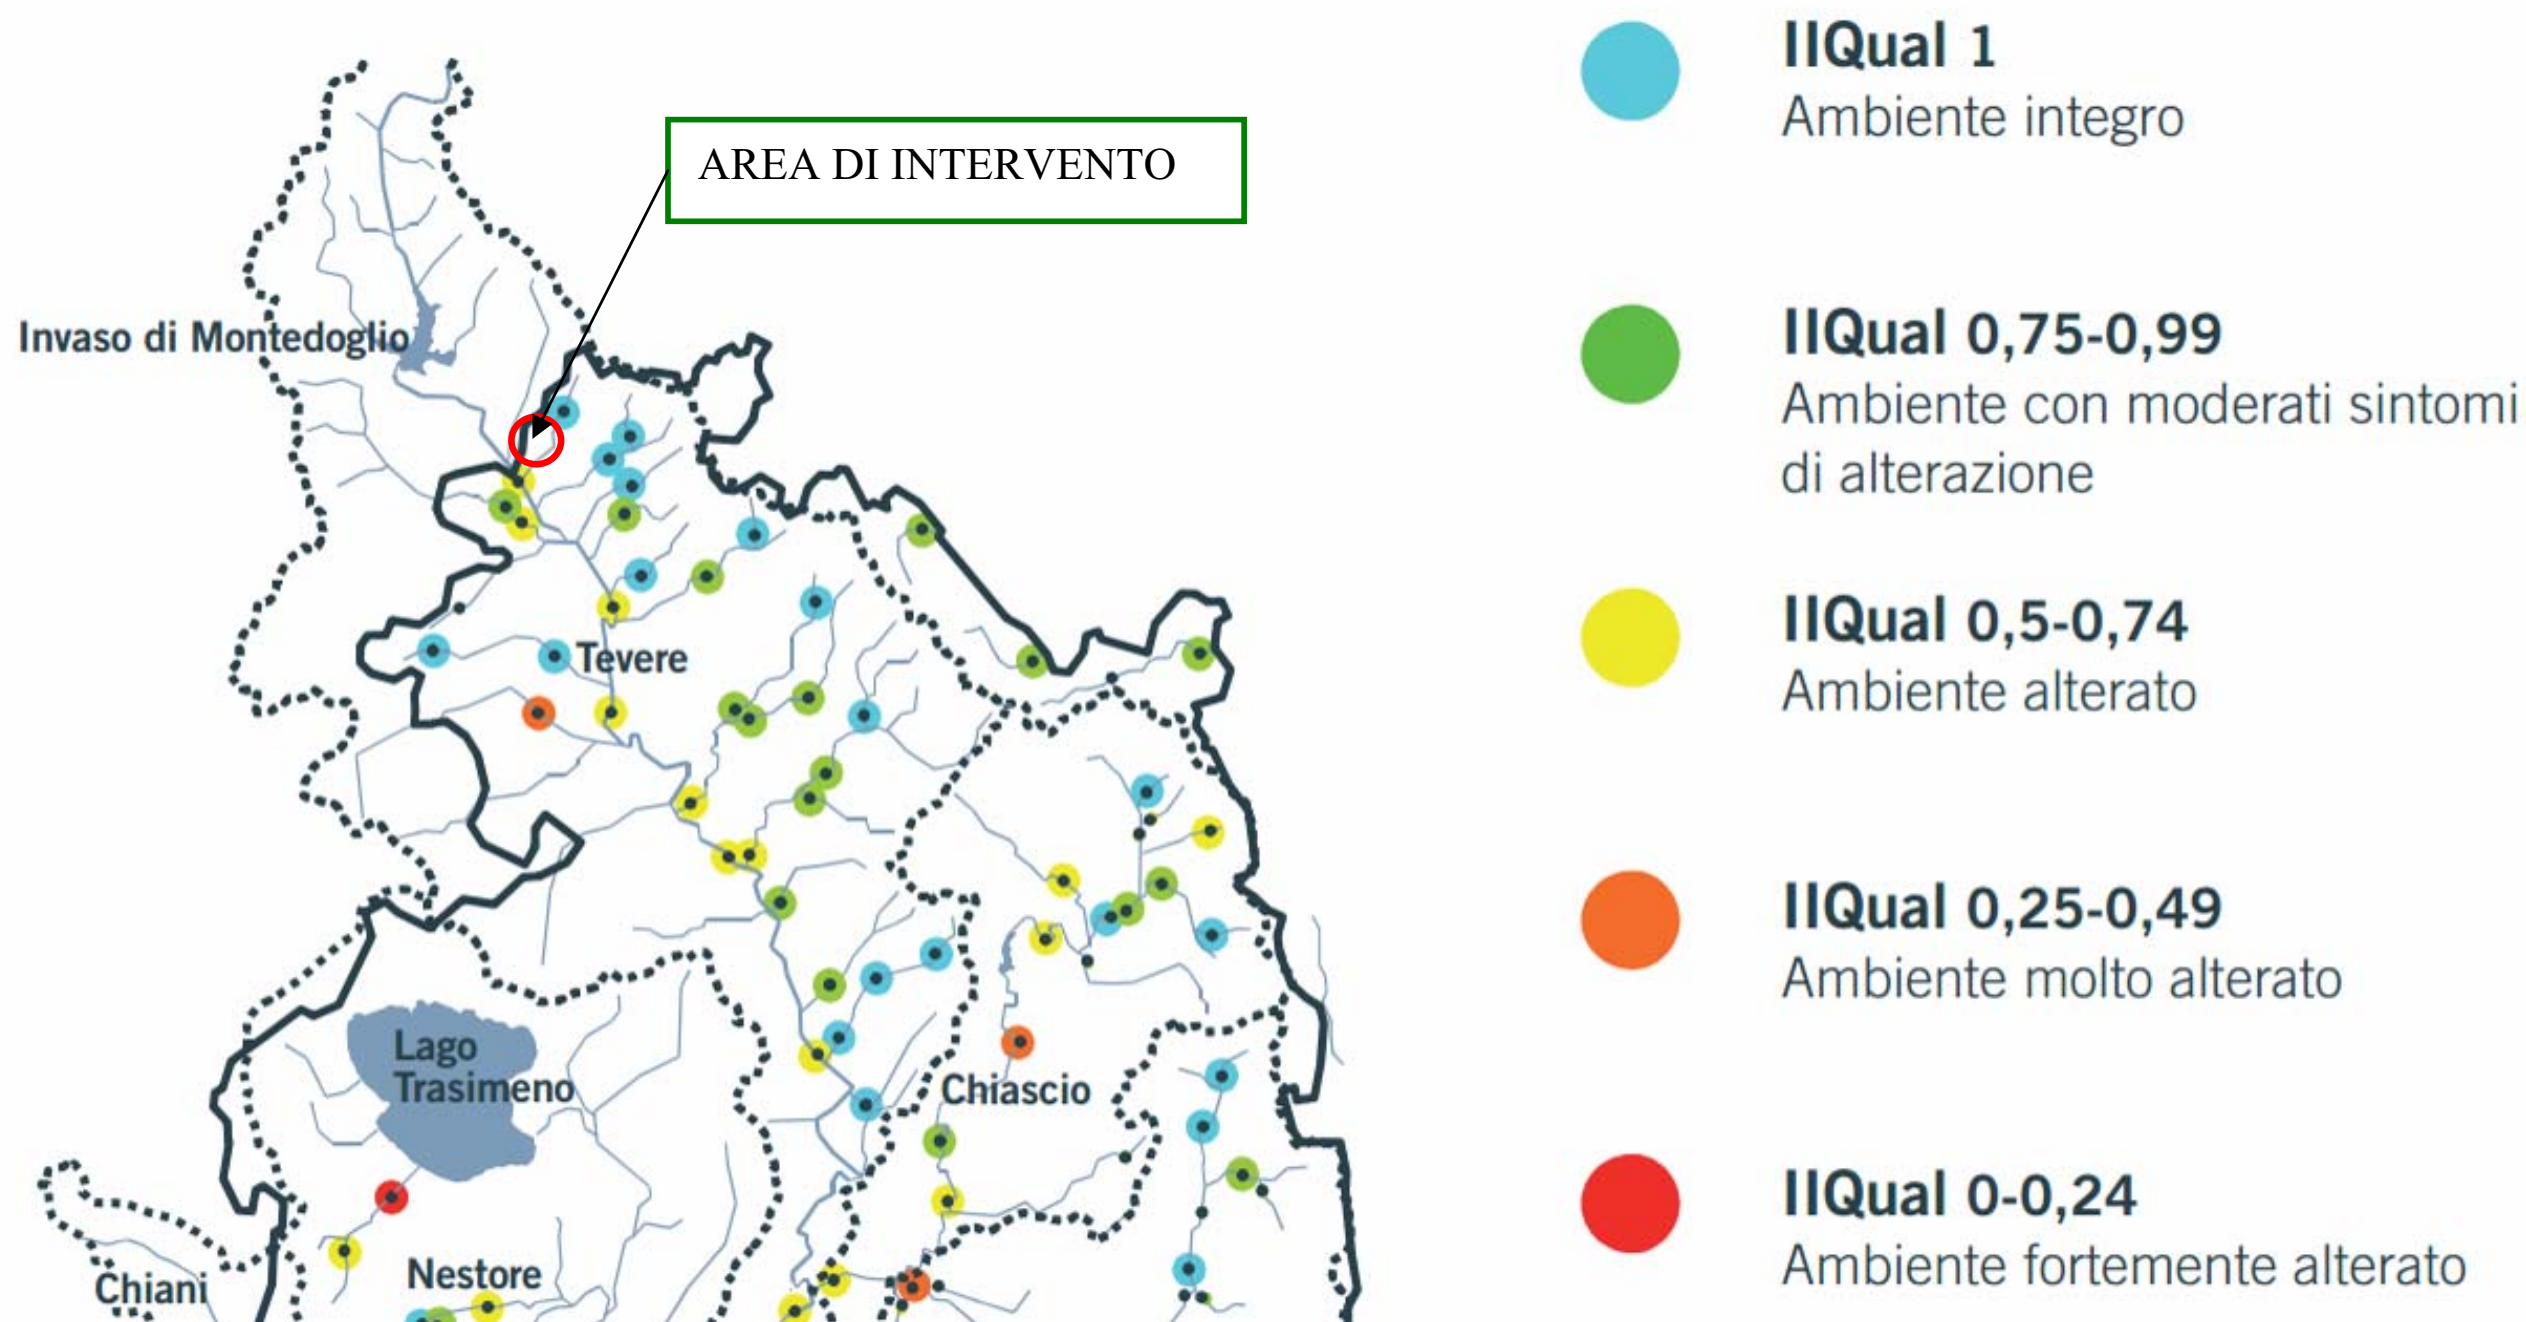 AREA DI INTERVENTO
Invaso di Montedoglio
Tevere
Lago
Trasimeno
Chiascio
Nestore
Chiani
IIQual 1
Ambiente integro
IIQual 0,75-0,99
Ambiente con moderati sintomi
di alterazione
IIQual 0,5-0,74
Ambiente alterato
IIQual 0,25-0,49
Ambiente molto alterato
IIQual 0-0,24
Ambiente fortemente alterato